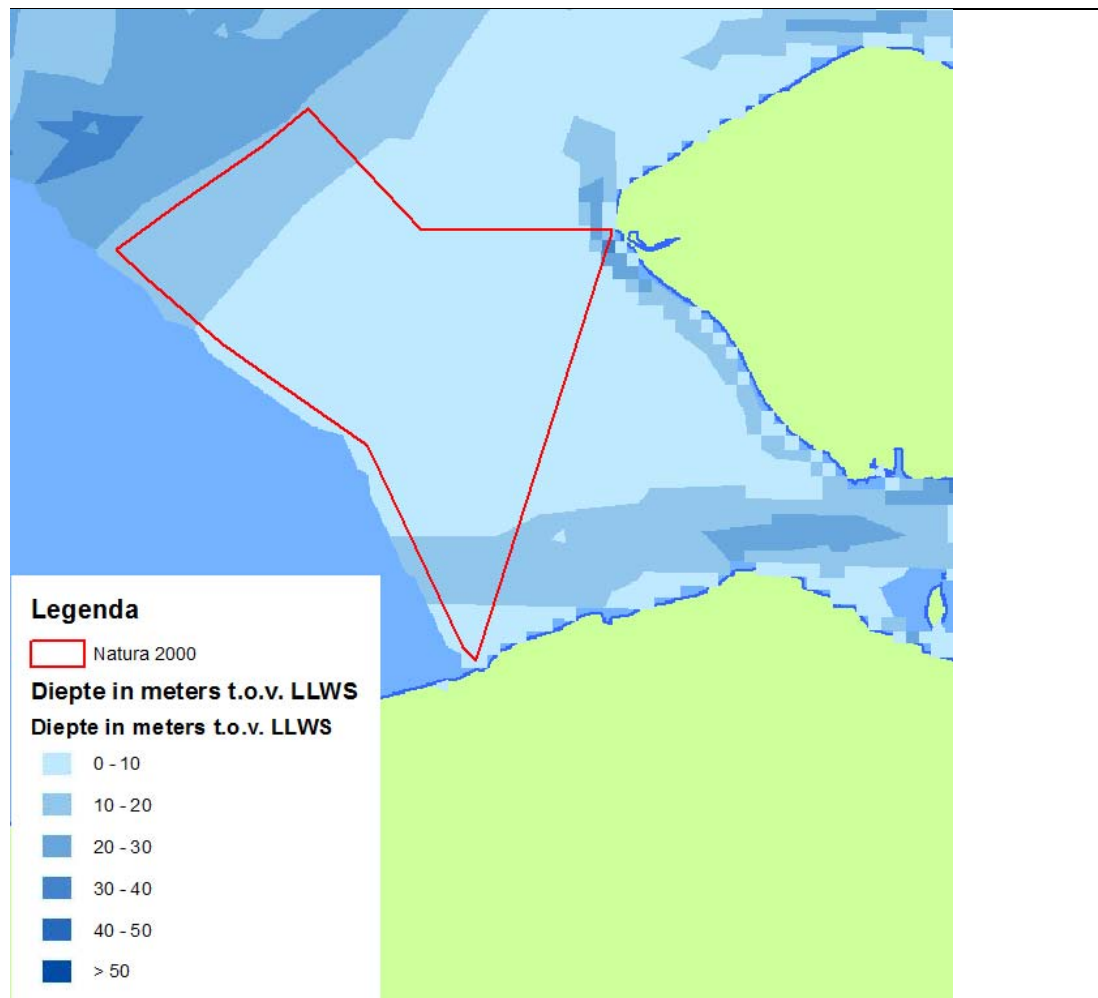 Legenda
Natura 2000
Diepte in meters t.o.v. LLWS
Diepte in meters t.o.v. LLWS
0 - 10
10 - 20
20 - 30
30 - 40
40 - 50
> 50